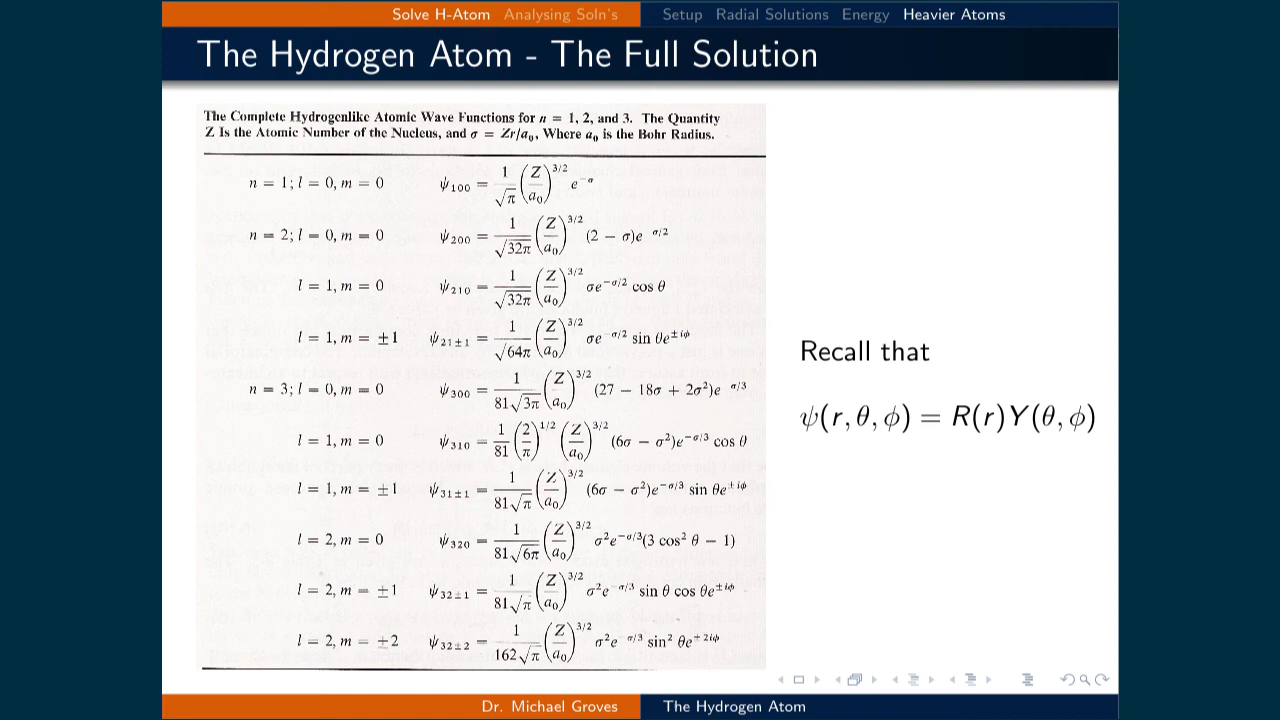 Solve H-Atom Analysing Soln's Setup Radial Solutions Energy Heavier Atoms
The Hydrogen Atom - The Full Solution
The Complete Hydrogenlike Atomic Wave Functions for n = 1, 2, and 3. The Quantity
Z Is the Atomic Number of the Nucleus, and σ = Zr/a₀, Where a₀ is the Bohr Radius.
n = 1; l = 0, m = 0 ψ₁₀₀ = 1/√π (Z/a₀)^3/2 e^−σ
n = 2; l = 0, m = 0 ψ₂₀₀ = 1/√32π (Z/a₀)^3/2 (2 − σ)e^−σ/2
l = 1, m = 0 ψ₂₁₀ = 1/√32π (Z/a₀)^3/2 σe^−σ/2 cos θ
l = 1, m = ±1 ψ₂₁±₁ = 1/√64π (Z/a₀)^3/2 σe^−σ/2 sin θe^±iφ
n = 3; l = 0, m = 0 ψ₃₀₀ = 1/81√3π (Z/a₀)^3/2 (27 − 18σ + 2σ²)e^−σ/3
l = 1, m = 0 ψ₃₁₀ = 1/81 (2/π)^1/2 (Z/a₀)^3/2 (6σ − σ²)e^−σ/3 cos θ
l = 1, m = ±1 ψ₃₁±₁ = 1/81√π (Z/a₀)^3/2 (6σ − σ²)e^−σ/3 sin θe^±iφ
l = 2, m = 0 ψ₃₂₀ = 1/81√6π (Z/a₀)^3/2 σ²e^−σ/3(3 cos² θ − 1)
l = 2, m = ±1 ψ₃₂±₁ = 1/81√π (Z/a₀)^3/2 σ²e^−σ/3 sin θ cos θe^±iφ
l = 2, m = ±2 ψ₃₂±₂ = 1/162√π (Z/a₀)^3/2 σ²e^−σ/3 sin² θe^±2iφ
Recall that
ψ(r, θ, ϕ) = R(r)Y(θ, ϕ)
Dr. Michael Groves The Hydrogen Atom